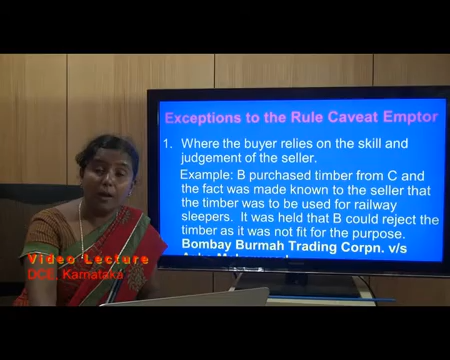 Exceptions to the Rule Caveat Emptor
1. Where the buyer relies on the skill and
judgement of the seller.
Example: B purchased timber from C and
the fact was made known to the seller that
the timber was to be used for railway
sleepers. It was held that B could reject the
timber as it was not fit for the purpose.
Bombay Burmah Trading Corpn. v/s
Video Lecture
DCE, Karnataka